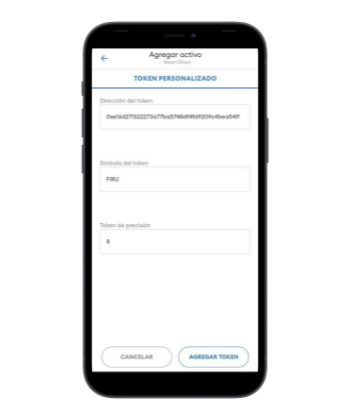 Agregar activo
Smart Chain
TOKEN PERSONALIZADO
Dirección del token
Símbolo del token
FIRU
Token de precisión
8
CANCELAR
AGREGAR TOKEN